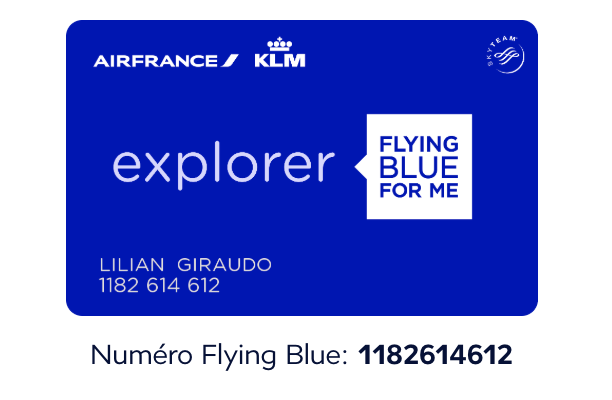 AIRFRANCE KLM SKYTEAM
explorer
FLYING
BLUE
FOR ME
LILIAN GIRAUDO
1182 614 612
Numéro Flying Blue: 1182614612